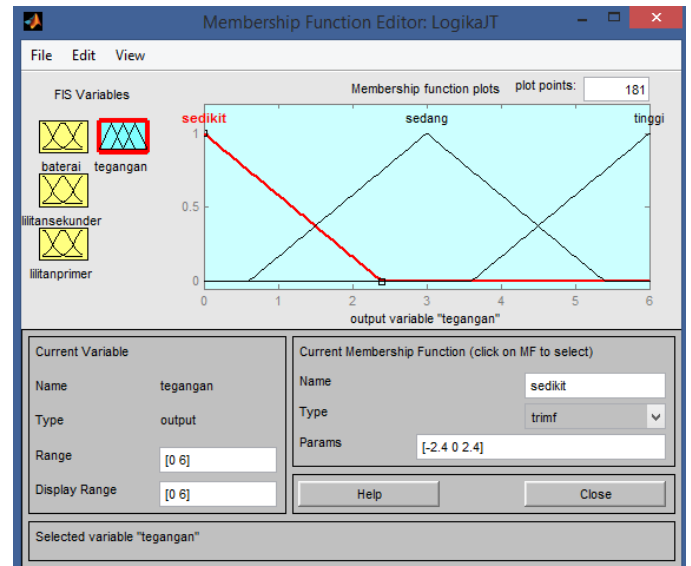 Membership Function Editor: LogikaJT
File Edit View
FIS Variables
Membership function plots plot points: 181
baterai tegangan
lilitansekunder
lilitanprimer
sedikit sedang tinggi
1
0.5
0
0 1 2 3 4 5 6
output variable "tegangan"
Current Variable
Name tegangan
Type output
Range [0 6]
Display Range [0 6]
Current Membership Function (click on MF to select)
Name sedikit
Type trimf
Params [-2.4 0 2.4]
Help Close
Selected variable "tegangan"